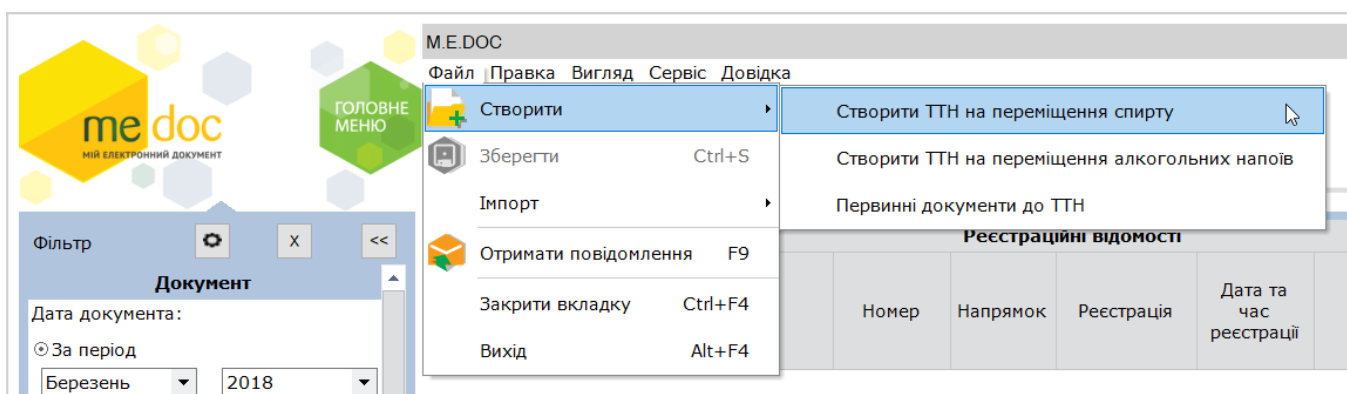 M.E.DOC
Файл Правка Вигляд Сервіс Довідка
me doc
МІЙ ЕЛЕКТРОННИЙ ДОКУМЕНТ
ГОЛОВНЕ
МЕНЮ
Створити
Зберегти Ctrl+S
Імпорт
Отримати повідомлення F9
Закрити вкладку Ctrl+F4
Вихід Alt+F4
Створити ТТН на переміщення спирту
Створити ТТН на переміщення алкогольних напоїв
Первинні документи до ТТН
Фільтр X <<
Документ
Дата документа:
За період
Березень 2018
Реєстраційні відомості
Номер Напрямок Реєстрація Дата та
час
реєстрації